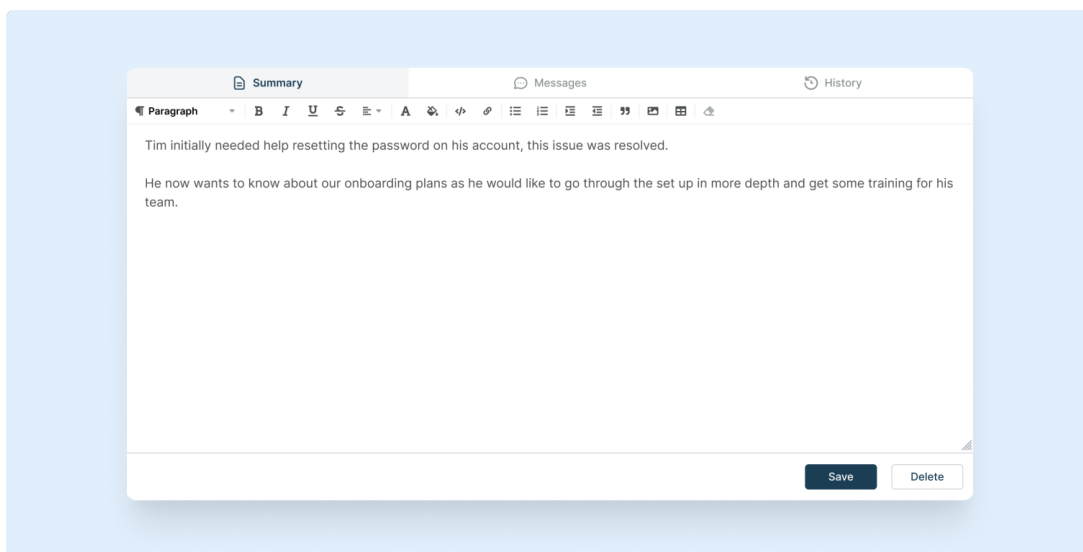 Summary
Messages
History
Paragraph
Tim initially needed help resetting the password on his account, this issue was resolved.
He now wants to know about our onboarding plans as he would like to go through the set up in more depth and get some training for his
team.
Save
Delete